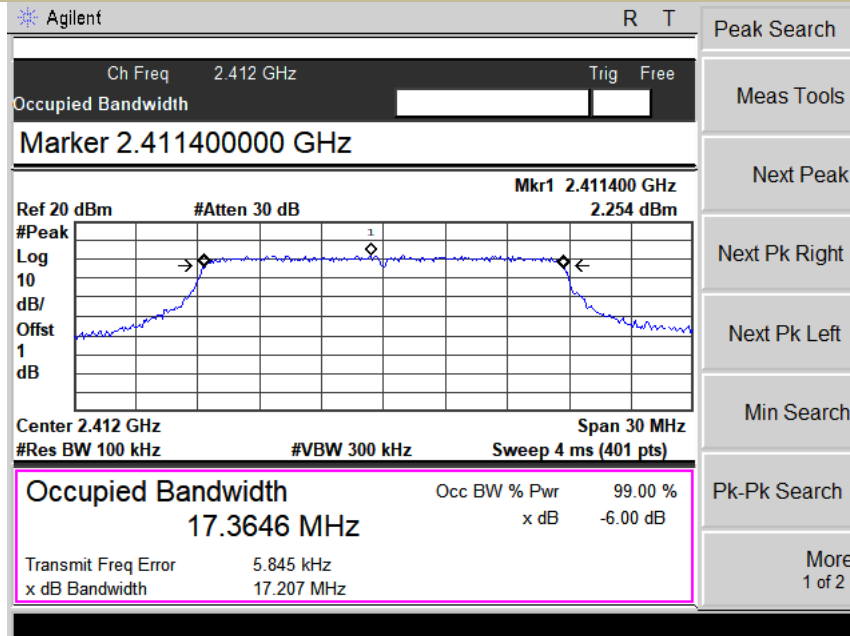 Agilent R T
Ch Freq 2.412 GHz Trig Free
Occupied Bandwidth
Marker 2.411400000 GHz
Mkr1 2.411400 GHz
Ref 20 dBm #Atten 30 dB 2.254 dBm
#Peak
Log
10
dB/
Offst
1
dB
1
Center 2.412 GHz Span 30 MHz
#Res BW 100 kHz #VBW 300 kHz Sweep 4 ms (401 pts)
Occupied Bandwidth Occ BW % Pwr 99.00 %
17.3646 MHz x dB -6.00 dB
Transmit Freq Error 5.845 kHz
x dB Bandwidth 17.207 MHz
Peak Search
Meas Tools
Next Peak
Next Pk Right
Next Pk Left
Min Search
Pk-Pk Search
More
1 of 2